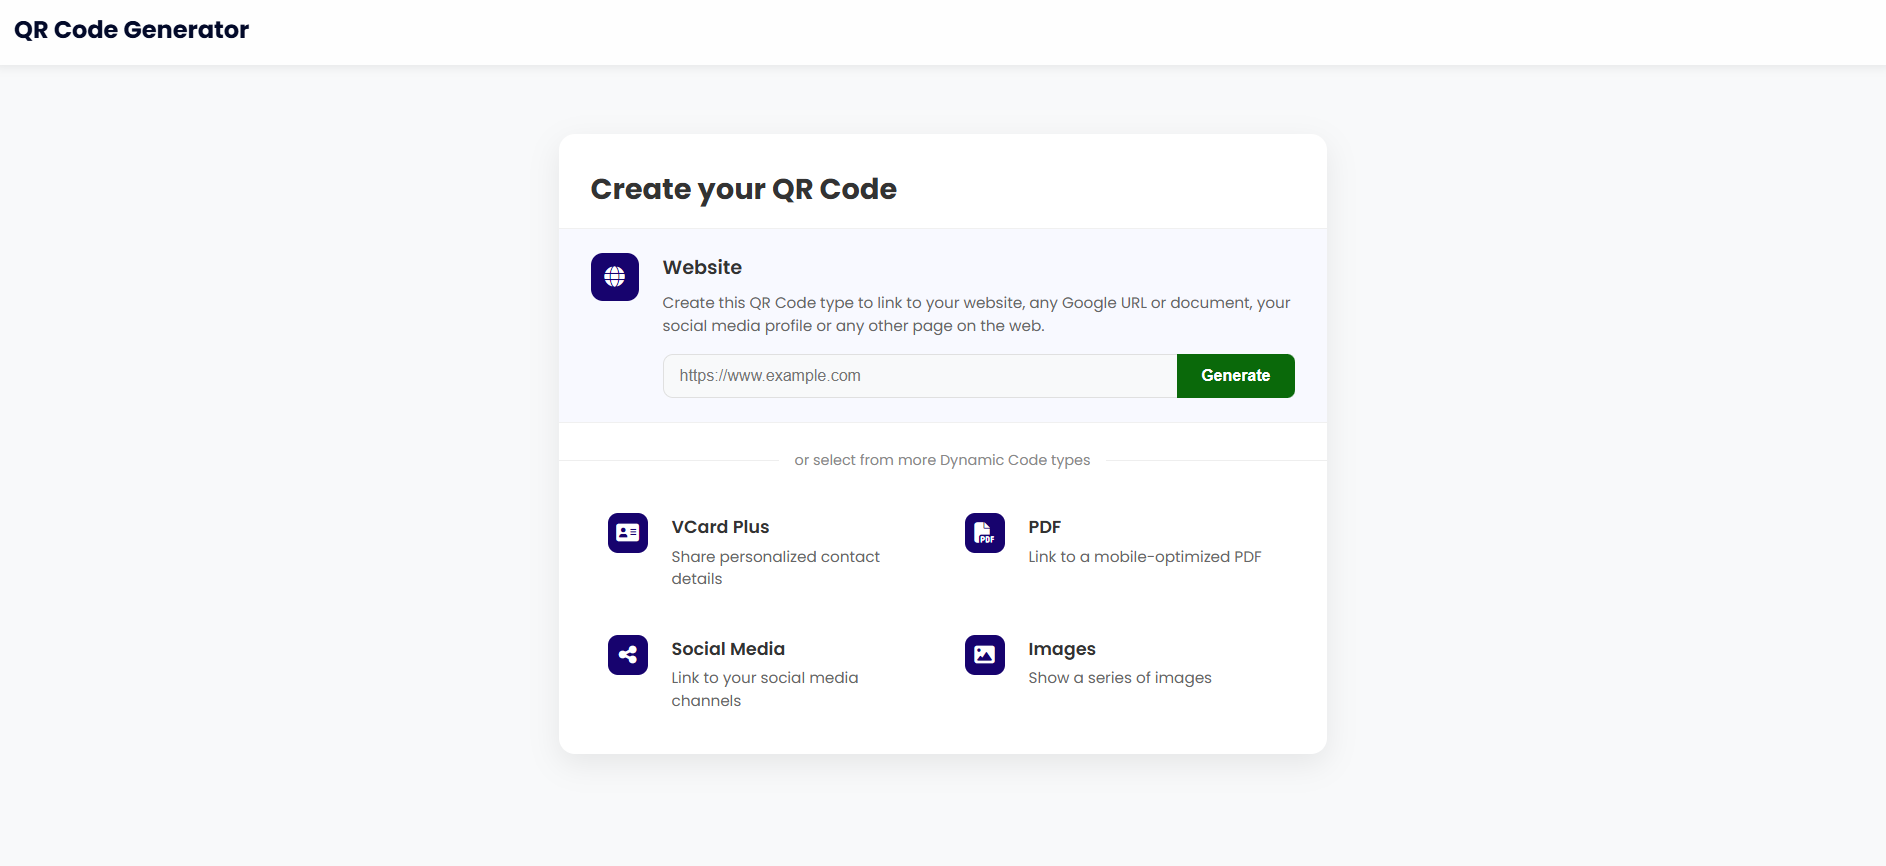 QR Code Generator
Create your QR Code
Website
Create this QR Code type to link to your website, any Google URL or document, your
social media profile or any other page on the web.
https://www.example.com
Generate
or select from more Dynamic Code types
VCard Plus
Share personalized contact
details
PDF
PDF
Link to a mobile-optimized PDF
Social Media
Link to your social media
channels
Images
Show a series of images